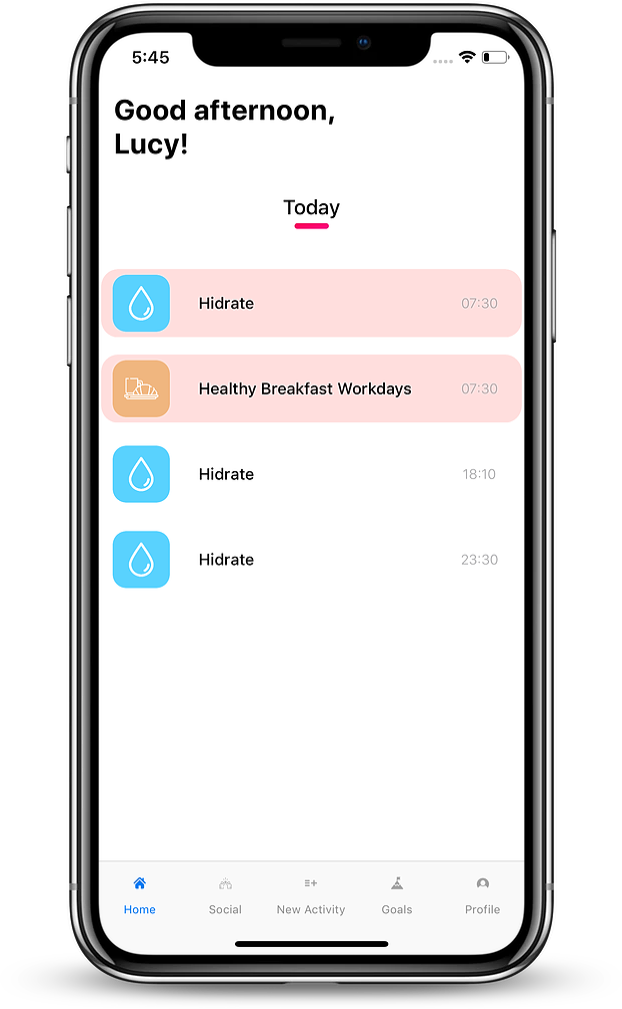 5:45
Good afternoon,
Lucy!
Today
Hidrate 07:30
Healthy Breakfast Workdays 07:30
Hidrate 18:10
Hidrate 23:30
Home Social New Activity Goals Profile